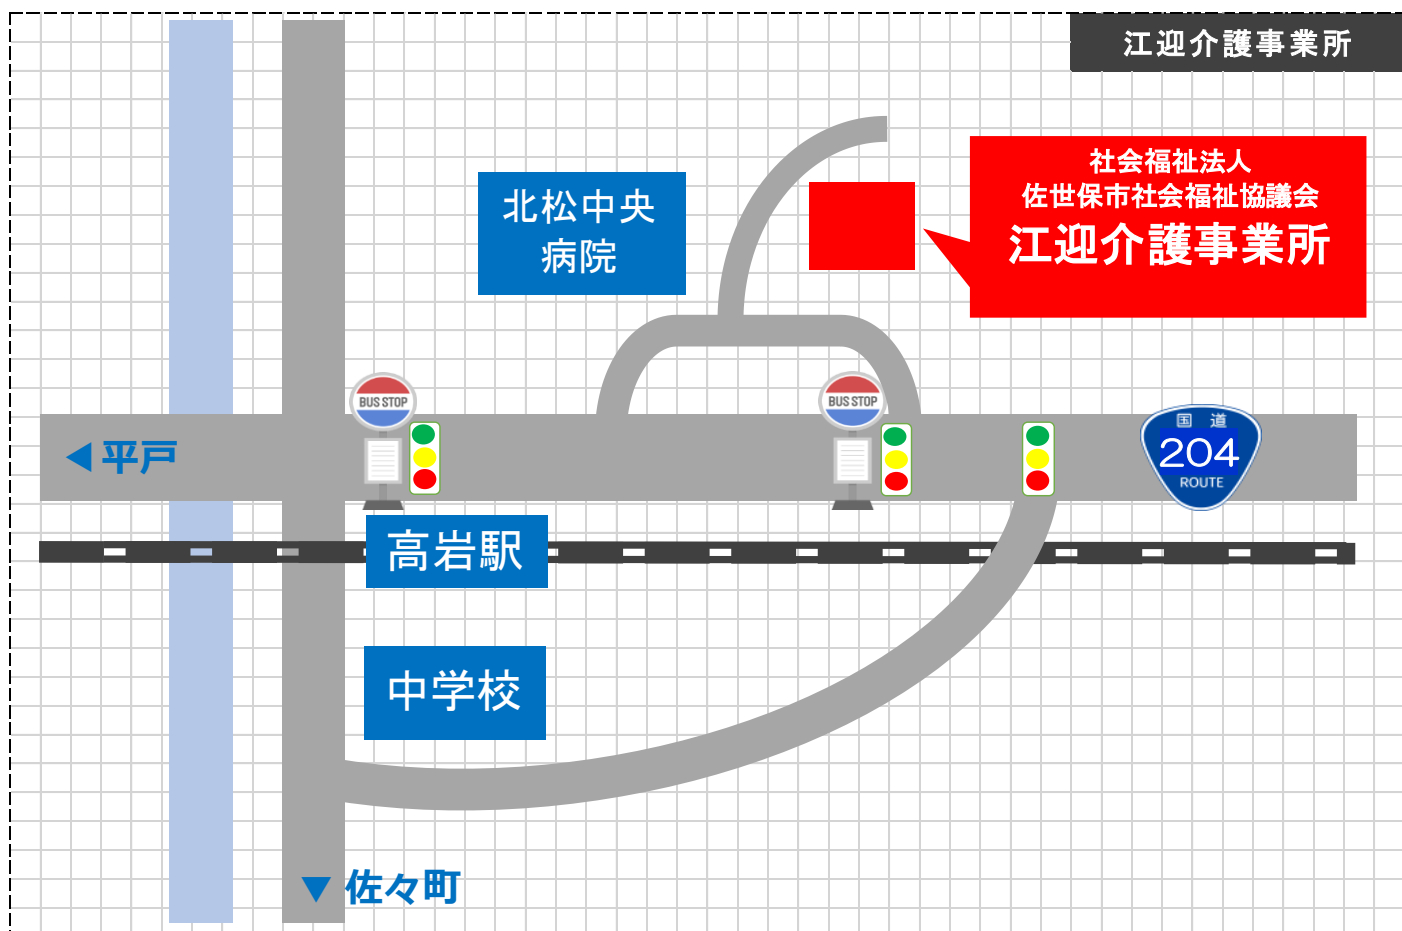 江迎介護事業所
社会福祉法人
佐世保市社会福祉協議会
江迎介護事業所
北松中央
病院
BUS STOP
BUS STOP
国道
204
ROUTE
平戸
高岩駅
中学校
佐々町